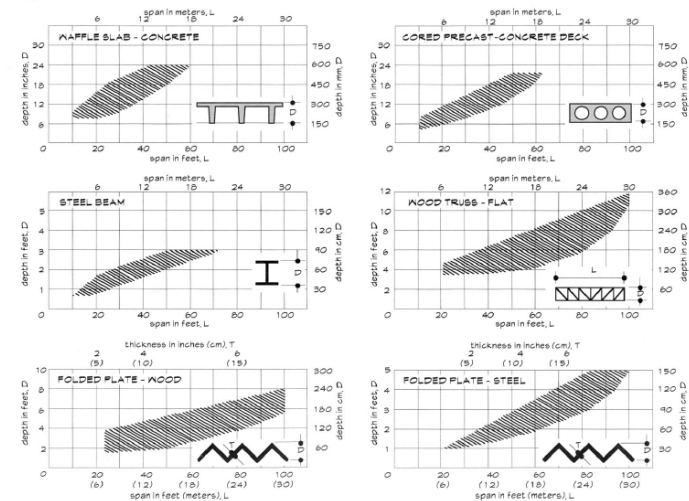 span in meters, L
6 12 18 24 30
WAFFLE SLAB - CONCRETE
depth in inches, D
30 24 18 12 6 0
depth in mm, D
750 600 450 300 150
D
20 40 60 80 100
span in feet, L
span in meters, L
6 12 18 24 30
CORED PRECAST-CONCRETE DECK
depth in inches, D
30 24 18 12 6 0
depth in mm, D
750 600 450 300 150
D
20 40 60 80 100
span in feet, L
span in meters, L
6 12 18 24 30
STEEL BEAM
depth in feet, D
5 4 3 2 1 0
depth in cm, D
150 120 90 60 30
D
20 40 60 80 100
span in feet, L
span in meters, L
6 12 18 24 30
WOOD TRUSS - FLAT
depth in feet, D
12 10 8 6 4 2 0
depth in cm, D
360 300 240 180 120 60
L
D
20 40 60 80 100
span in feet, L
thickness in inches (cm), T
2 4 6
(5) (10) (15)
FOLDED PLATE - WOOD
depth in feet, D
10 8 6 4 2 0
depth in cm, D
300 240 180 120 60
T
D
20 40 60 80 100
(6) (12) (18) (24) (30)
span in feet (meters), L
thickness in inches (cm), T
2 4 6
(5) (10) (15)
FOLDED PLATE - STEEL
depth in feet, D
5 4 3 2 1 0
depth in cm, D
150 120 90 60 30
T
D
20 40 60 80 100
(6) (12) (18) (24) (30)
span in feet (meters), L